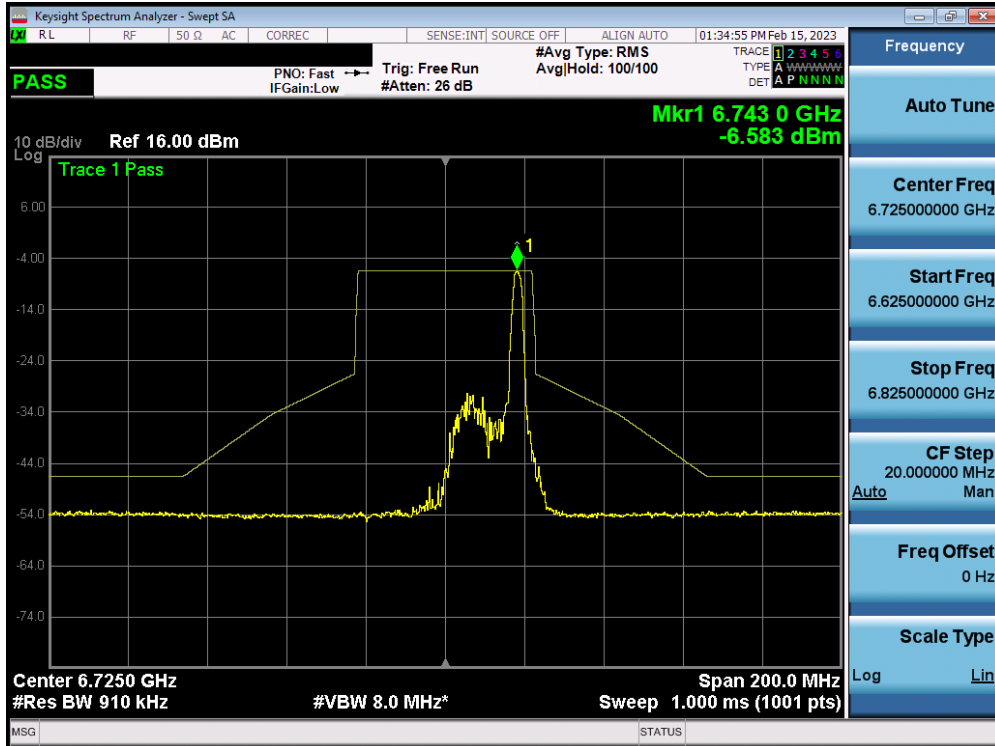 Keysight Spectrum Analyzer - Swept SA
LXI RL RF 50 Ω AC CORREC SENSE:INT SOURCE OFF ALIGN AUTO 01:34:55 PM Feb 15, 2023
PASS
PNO: Fast
IFGain:Low
Trig: Free Run
#Atten: 26 dB
#Avg Type: RMS
Avg|Hold: 100/100
TRACE 1 2 3 4 5 6
TYPE A WWWWW
DET A P N N N N
Mkr1 6.743 0 GHz
-6.583 dBm
10 dB/div Ref 16.00 dBm
Log
Trace 1 Pass
1
6.00
-4.00
-14.0
-24.0
-34.0
-44.0
-54.0
-64.0
-74.0
Center 6.7250 GHz Span 200.0 MHz
#Res BW 910 kHz #VBW 8.0 MHz* Sweep 1.000 ms (1001 pts)
MSG STATUS
Frequency
Auto Tune
Center Freq
6.725000000 GHz
Start Freq
6.625000000 GHz
Stop Freq
6.825000000 GHz
CF Step
20.000000 MHz
Auto Man
Freq Offset
0 Hz
Scale Type
Log Lin